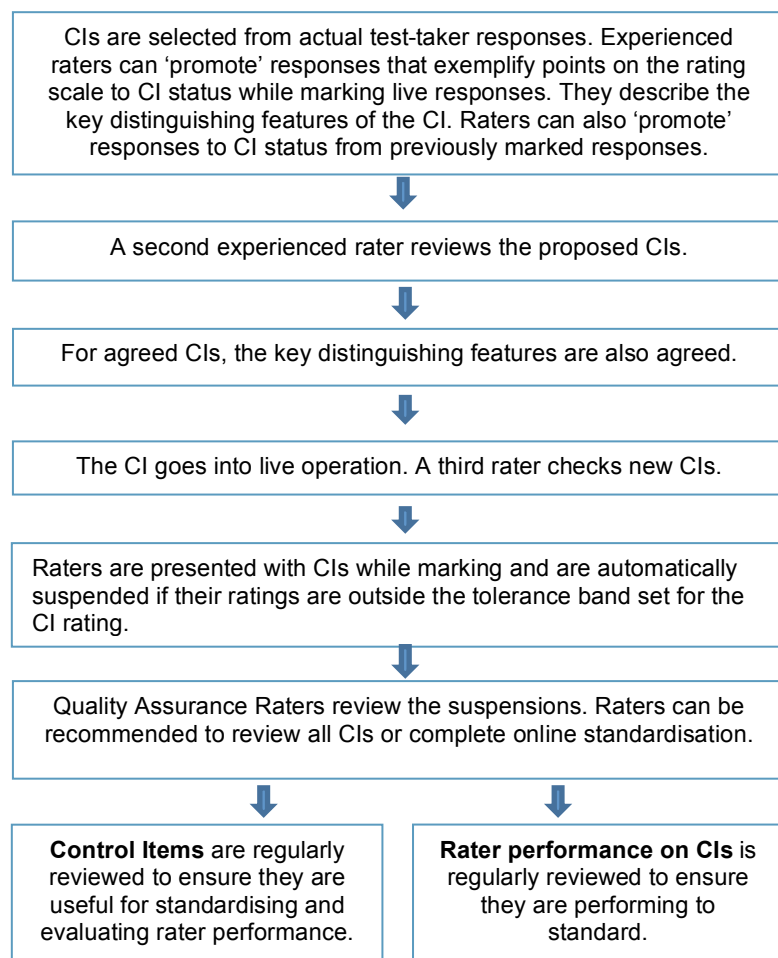 CIs are selected from actual test-taker responses. Experienced
raters can ‘promote’ responses that exemplify points on the rating
scale to CI status while marking live responses. They describe the
key distinguishing features of the CI. Raters can also ‘promote’
responses to CI status from previously marked responses.
A second experienced rater reviews the proposed CIs.
For agreed CIs, the key distinguishing features are also agreed.
The CI goes into live operation. A third rater checks new CIs.
Raters are presented with CIs while marking and are automatically
suspended if their ratings are outside the tolerance band set for the
CI rating.
Quality Assurance Raters review the suspensions. Raters can be
recommended to review all CIs or complete online standardisation.
Control Items are regularly
reviewed to ensure they are
useful for standardising and
evaluating rater performance.
Rater performance on CIs is
regularly reviewed to ensure
they are performing to
standard.